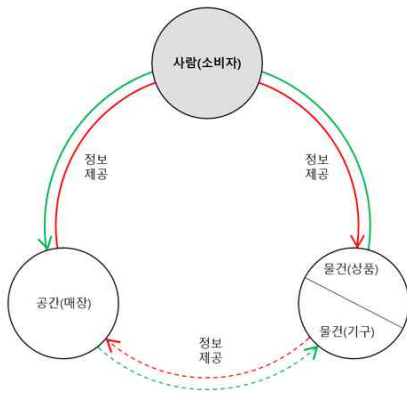 사람(소비자)
정보
제공
정보
제공
공간(매장)
물건(상품)
물건(기구)
정보
제공